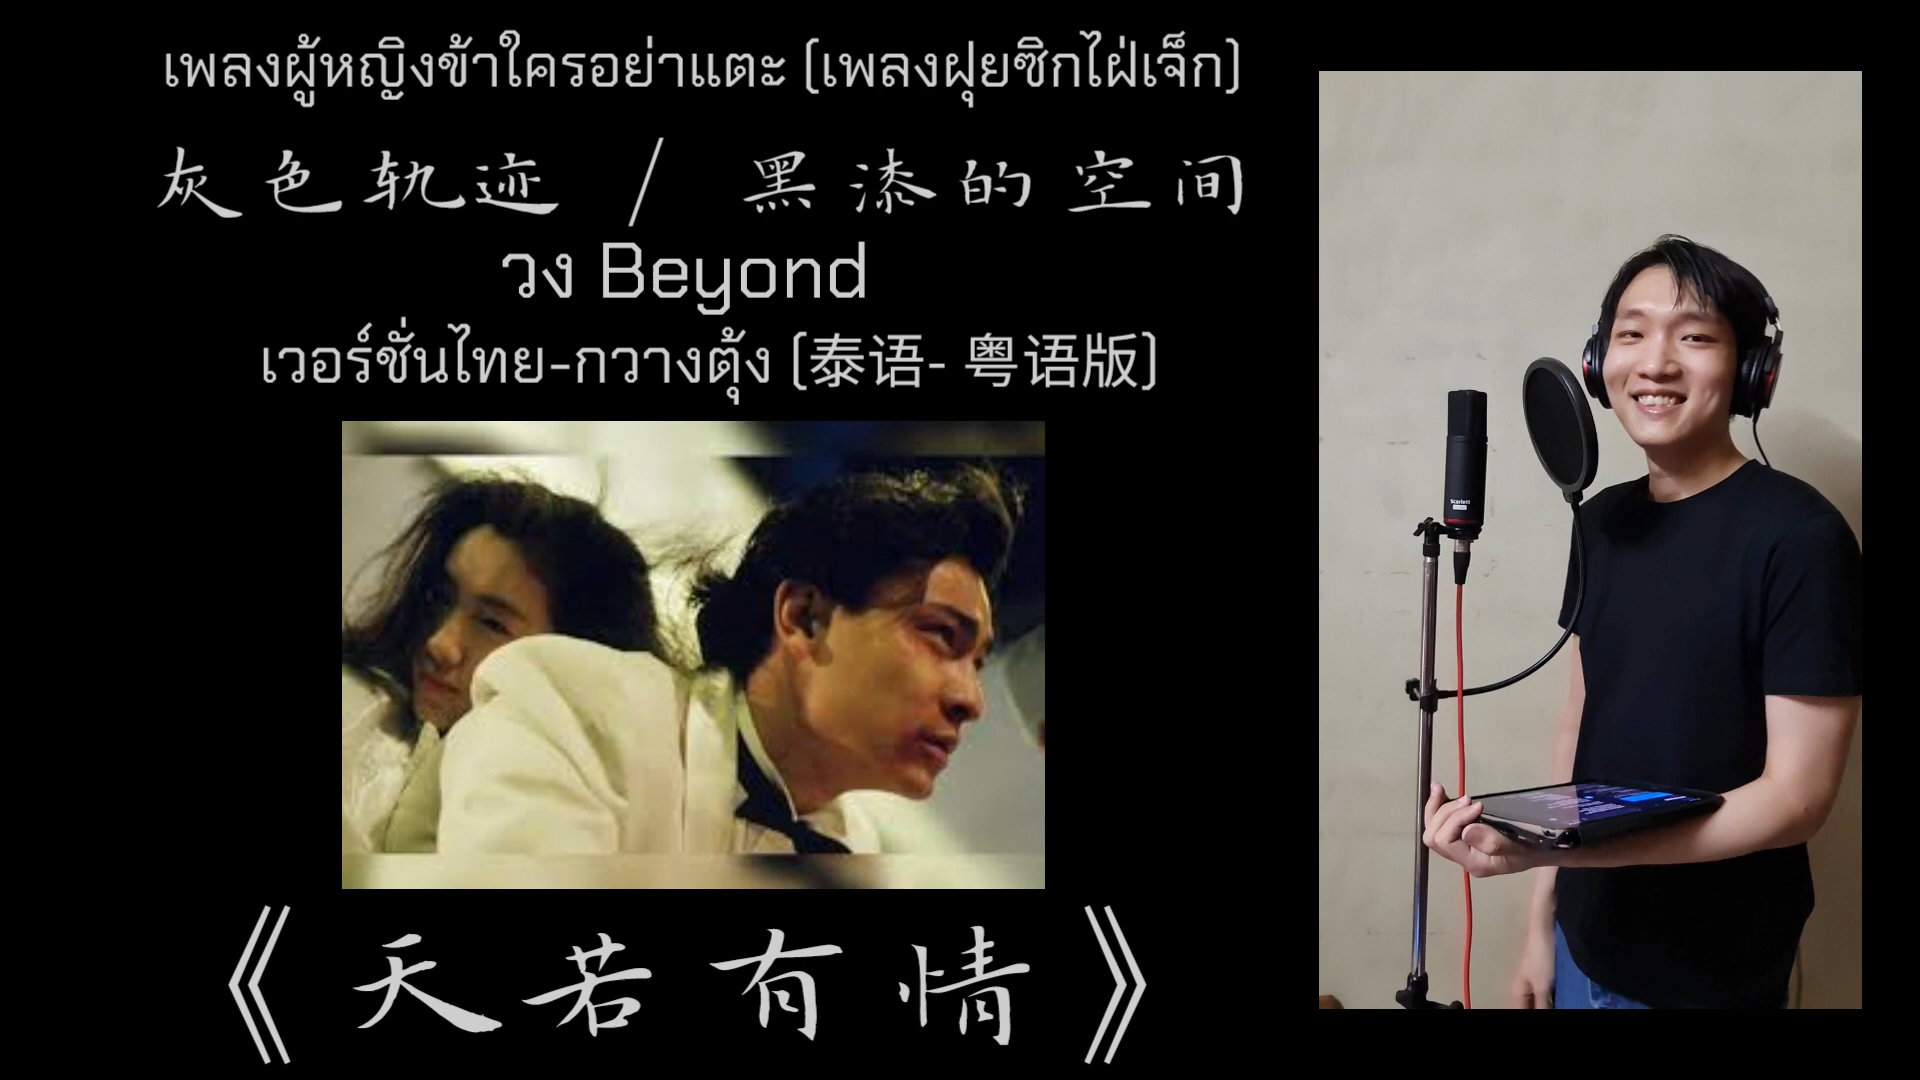 เพลงผู้หญิงข้าใครอย่าแตะ (เพลงฝุยซิกไฝ่เจ็ก)
灰色轨迹 / 黑漆的空间
วง Beyond
เวอร์ชั่นไทย-กวางตุ้ง (泰语- 粤语版)
《天若有情》
Scarlett